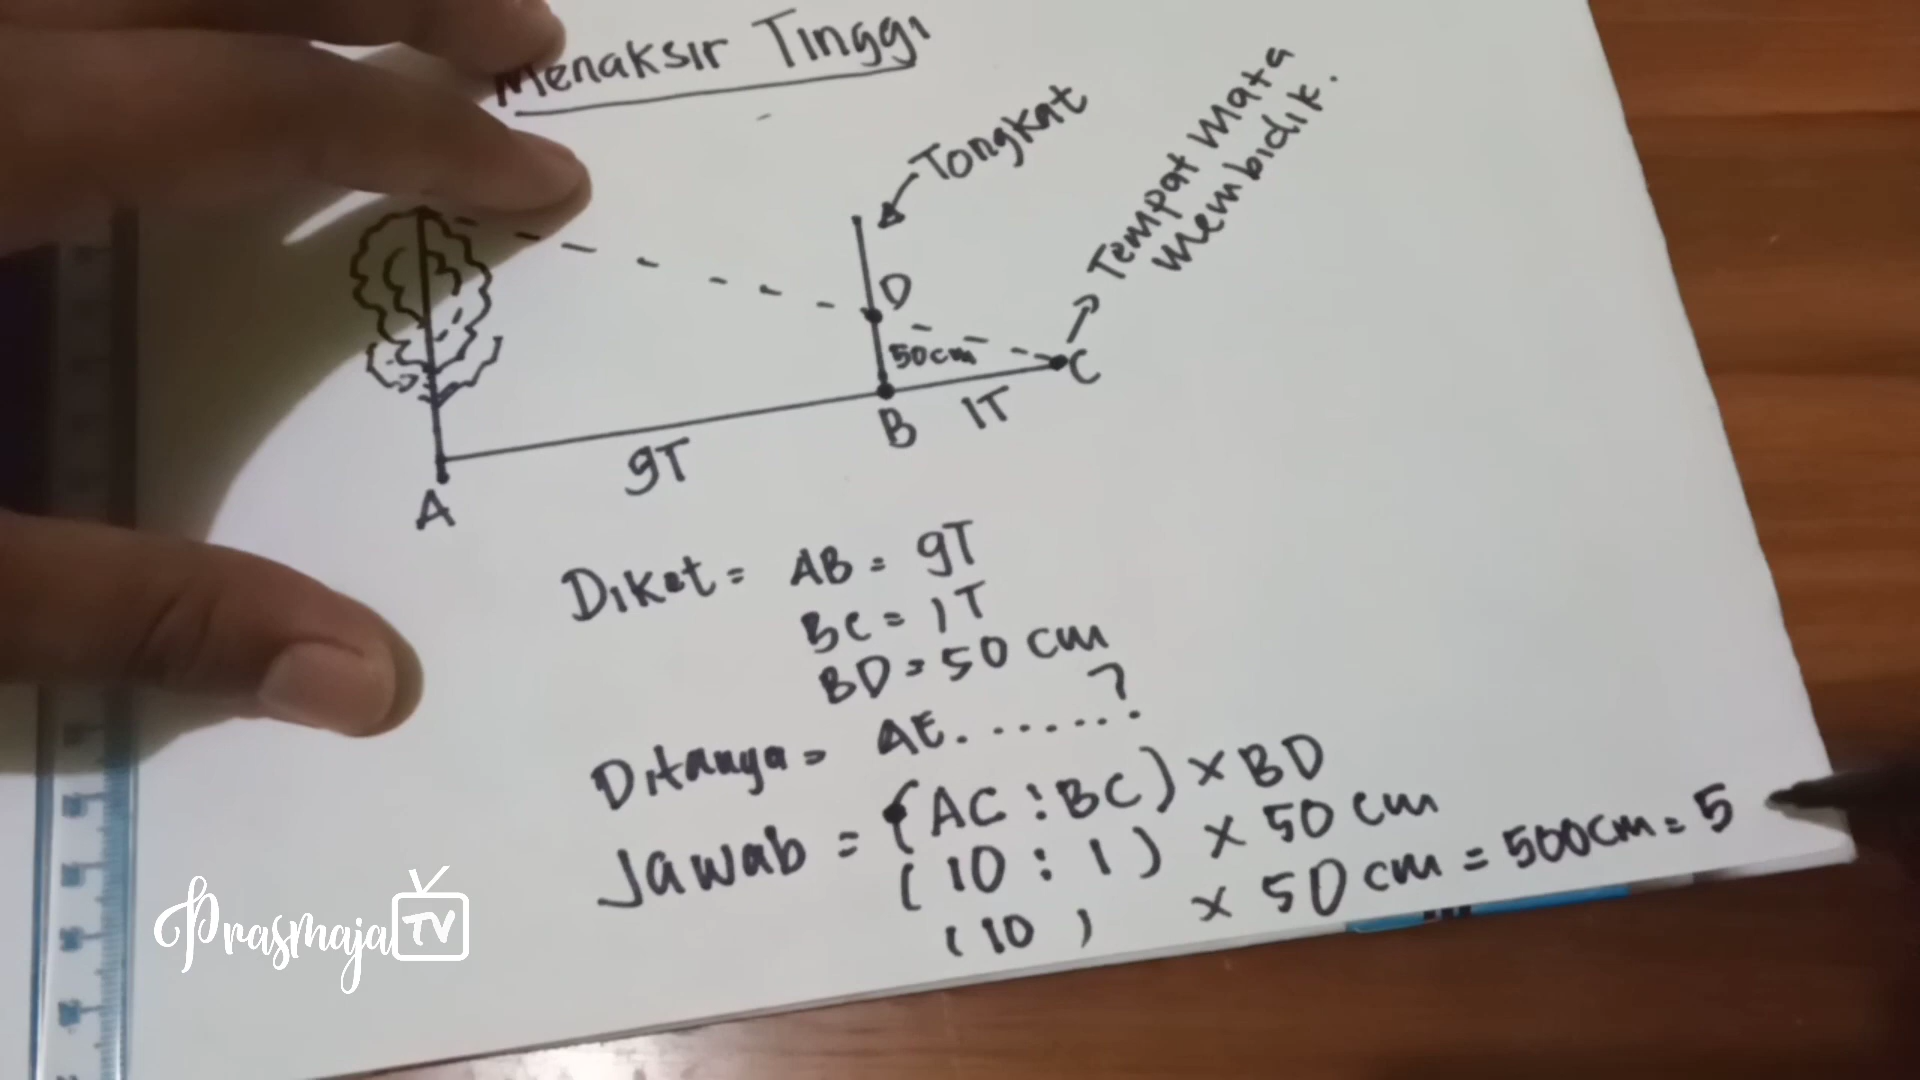 Menaksir Tinggi
Tongkat
Tempat Mata
Membidik.
D
50cm
C
B
1T
9T
A
Diket = AB = 9T
BC = 1T
BD = 50 cm
Ditanya = AE.......?
Jawab = (AC : BC) × BD
(10 : 1) × 50 cm
(10) × 50 cm = 500cm = 5
Prasmaja TV